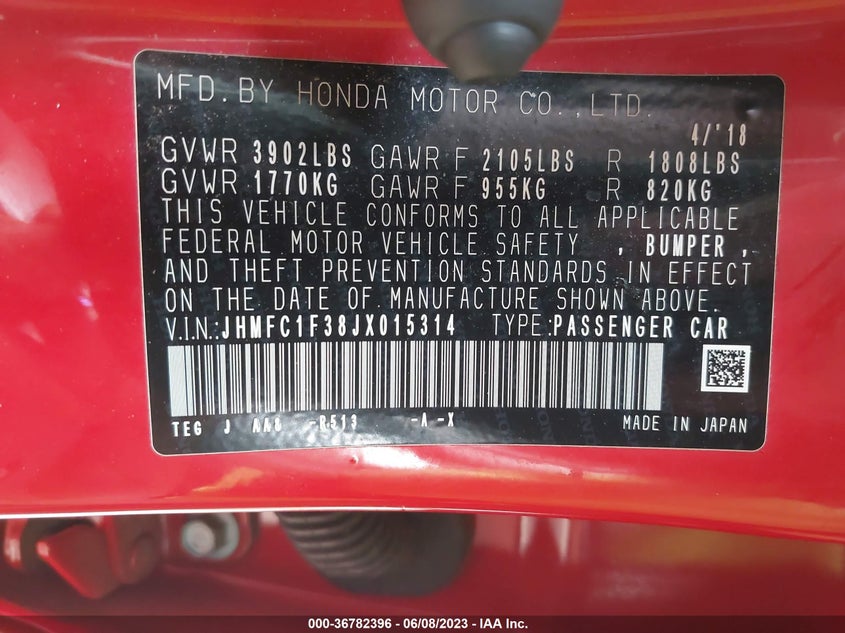 MFD. BY HONDA MOTOR CO., LTD.
4/'18
GVWR 3902LBS GAWR F 2105LBS R 1808LBS
GVWR 1770KG GAWR F 955KG R 820KG
THIS VEHICLE CONFORMS TO ALL APPLICABLE
FEDERAL MOTOR VEHICLE SAFETY , BUMPER ,
AND THEFT PREVENTION STANDARDS IN EFFECT
ON THE DATE OF MANUFACTURE SHOWN ABOVE.
V.I.N.:JHMFC1F38JX015314 TYPE:PASSENGER CAR
TEG J AA8 -R513 -A -X MADE IN JAPAN
000-36782396 - 06/08/2023 - IAA Inc.